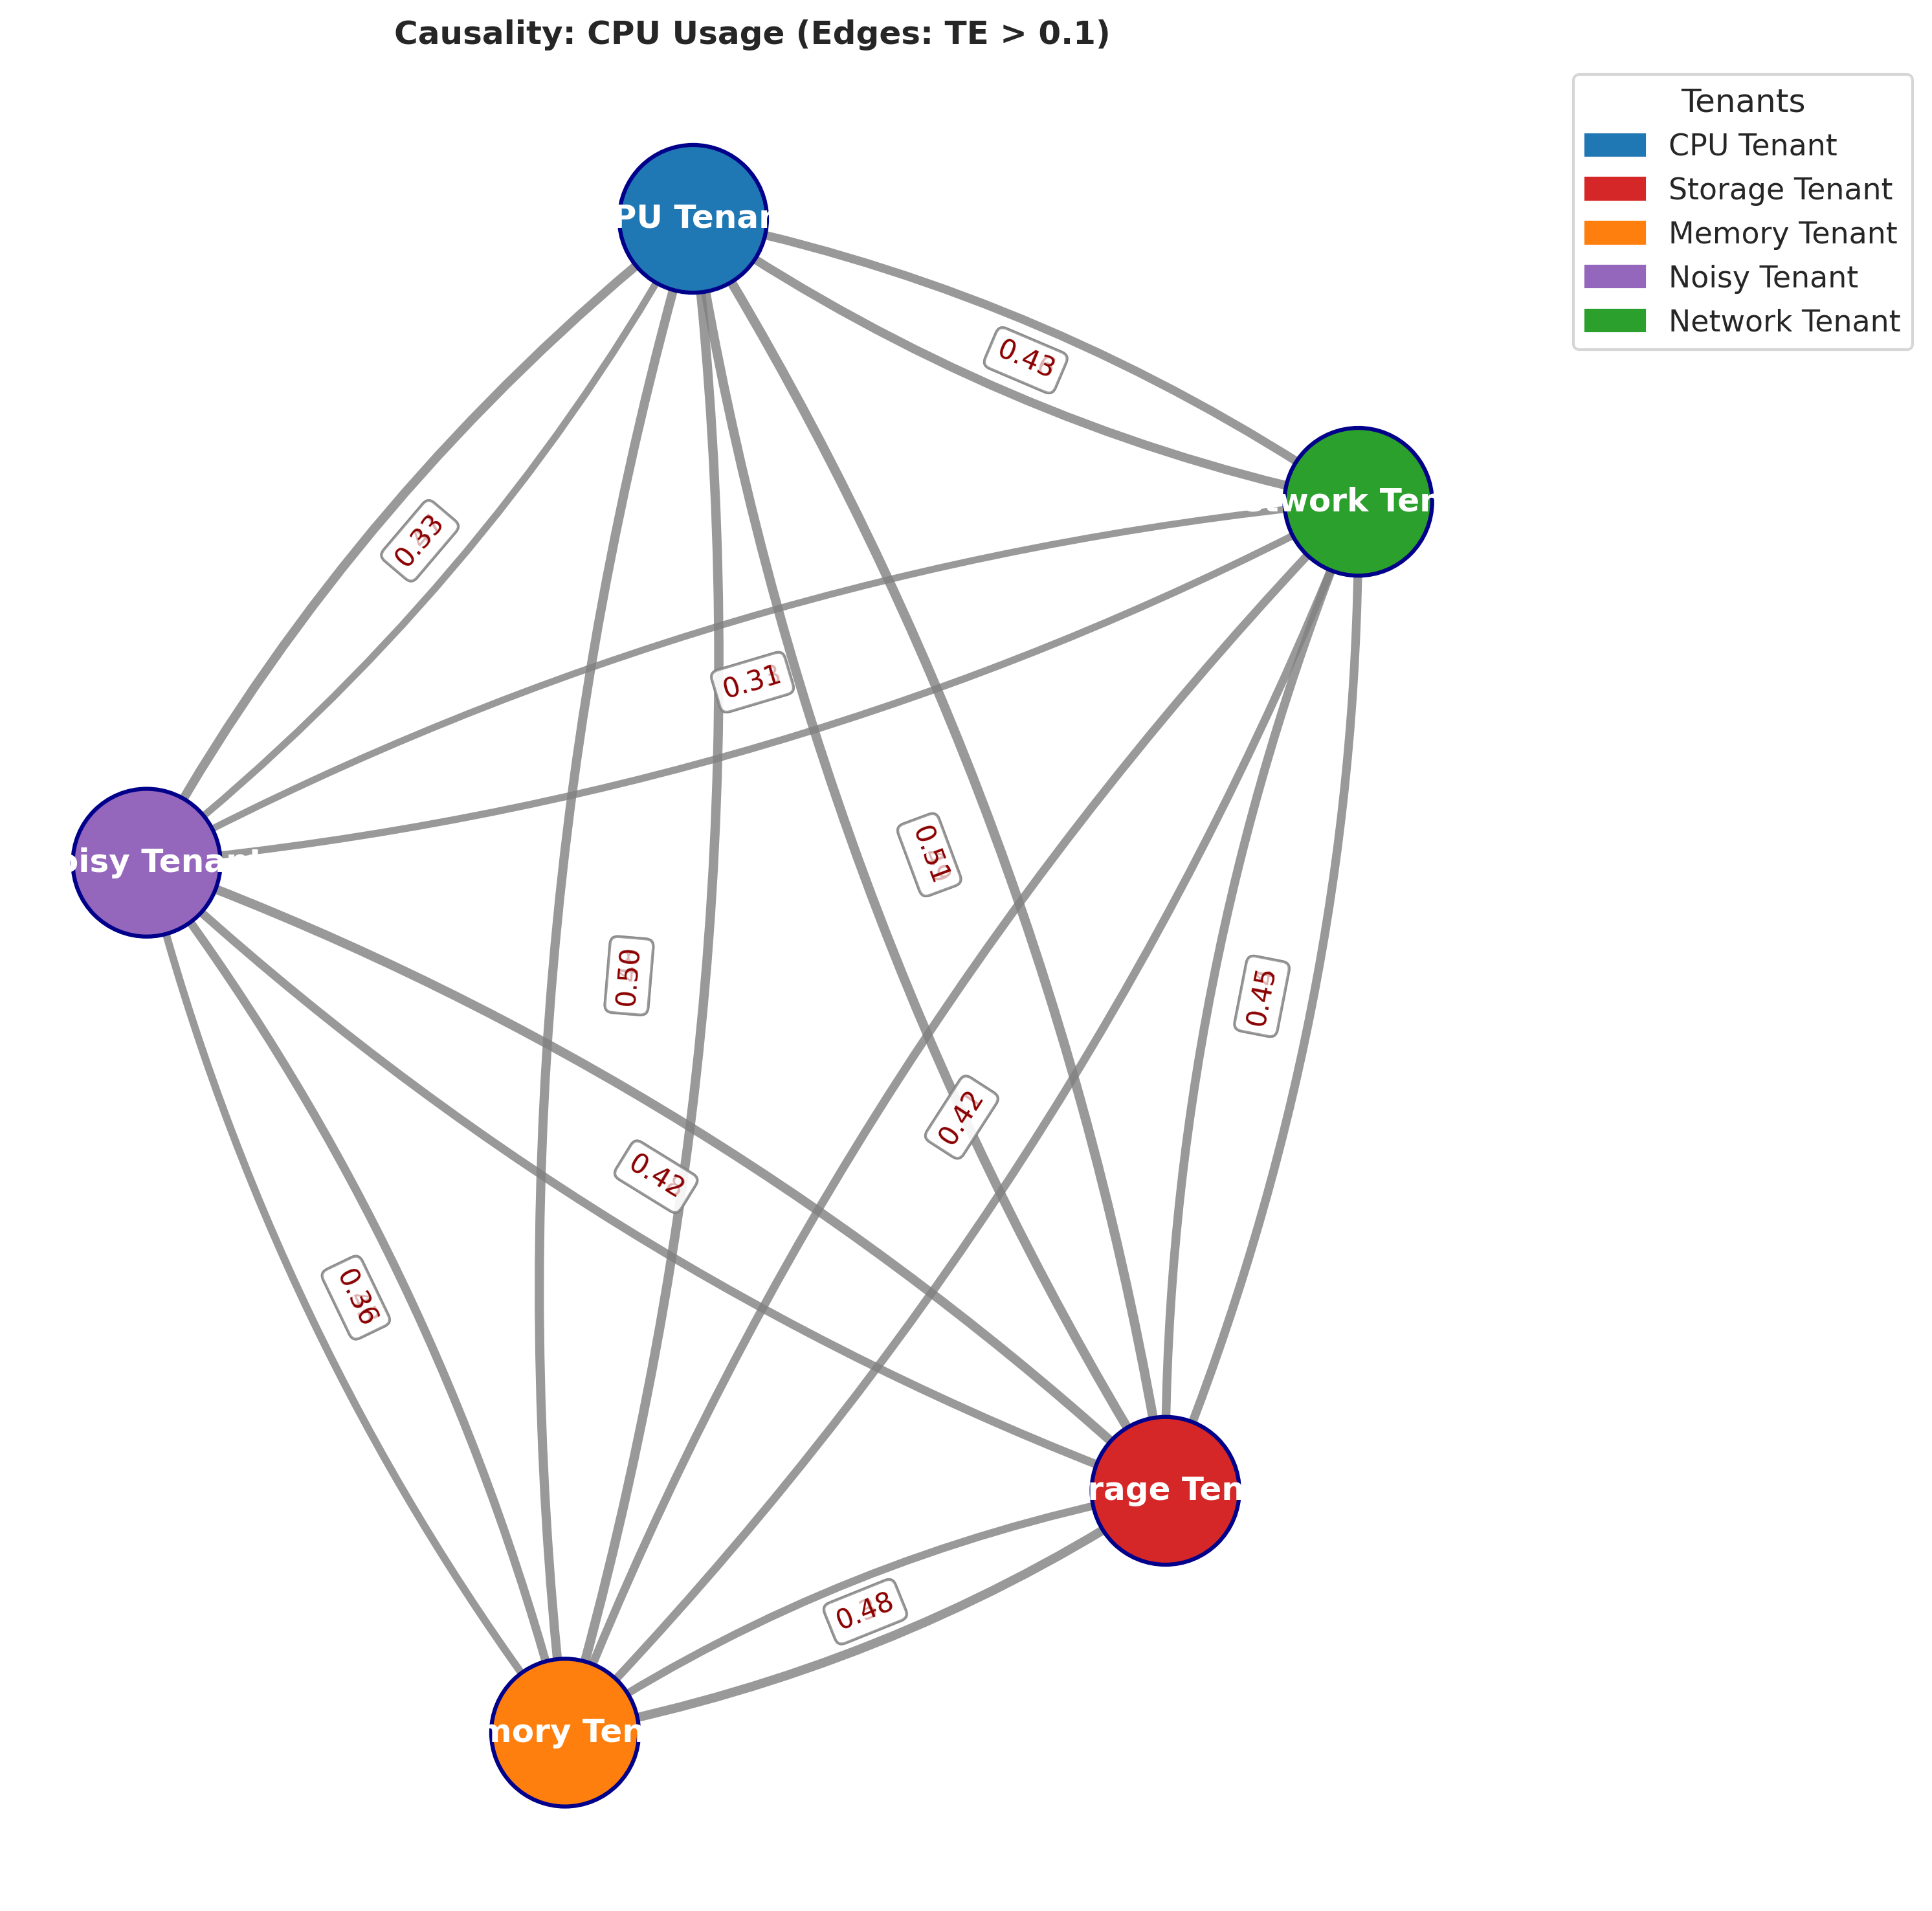 Causality: CPU Usage (Edges: TE > 0.1)
Tenants
CPU Tenant
Storage Tenant
Memory Tenant
Noisy Tenant
Network Tenant
PU Tenan
0.43
work Ten
0.33
0.31
0.51
oisy Tenant
0.50
0.45
0.42
0.42
0.36
rage Ten
0.48
mory Ten